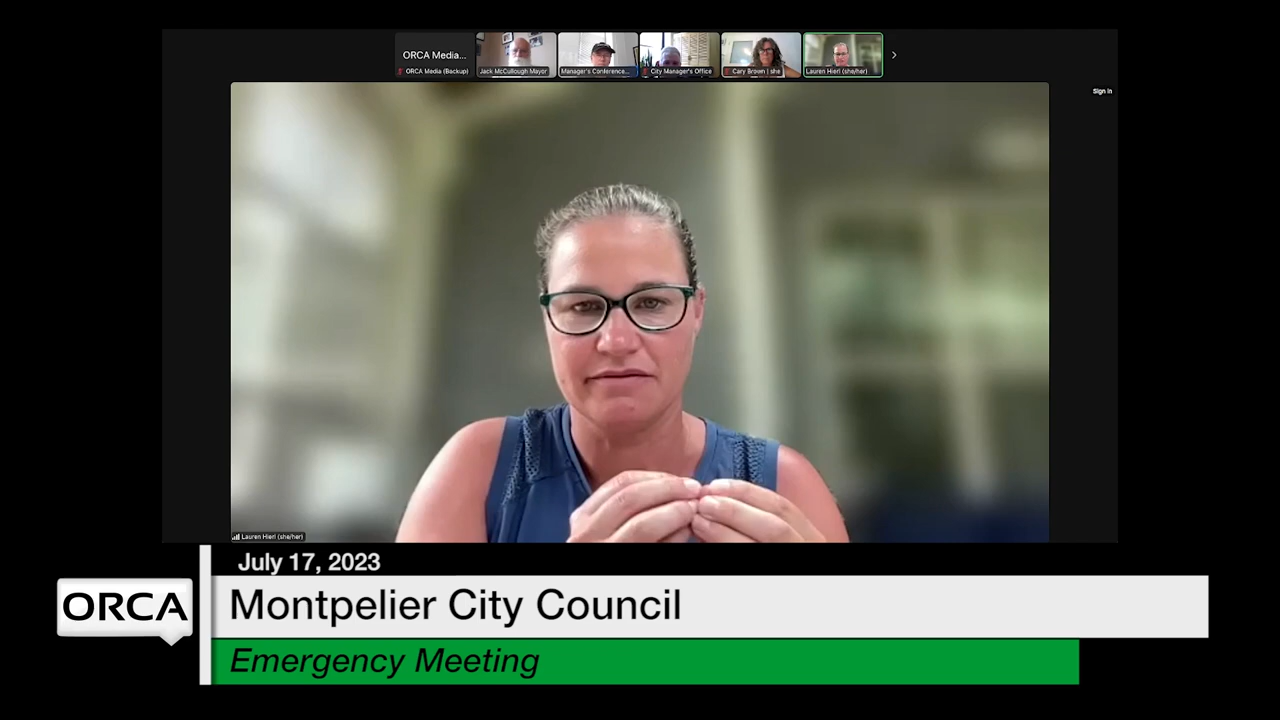 ORCA Media...
ORCA Media (Backup)
Jack McCullough Mayor
Manager's Conference...
City Manager's Office
Cary Brown | she
Lauren Hierl (she/her)
Sign in
Lauren Hierl (she/her)
July 17, 2023
ORCA
Montpelier City Council
Emergency Meeting